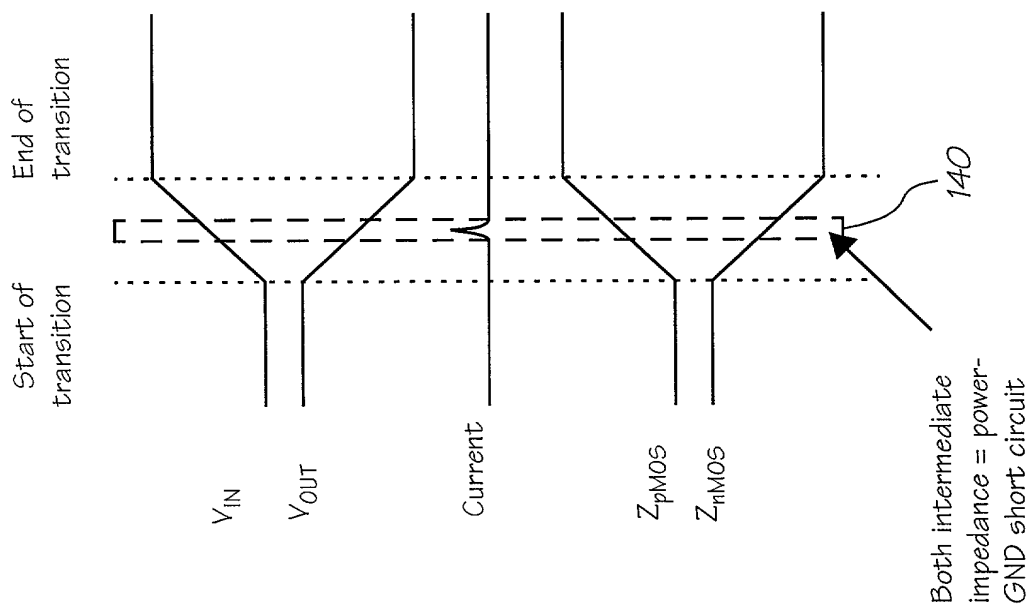 Start of
transition
End of
transition
V_IN
V_OUT
Current
Z_pMOS
Z_nMOS
140
Both intermediate
impedance = power-
GND short circuit